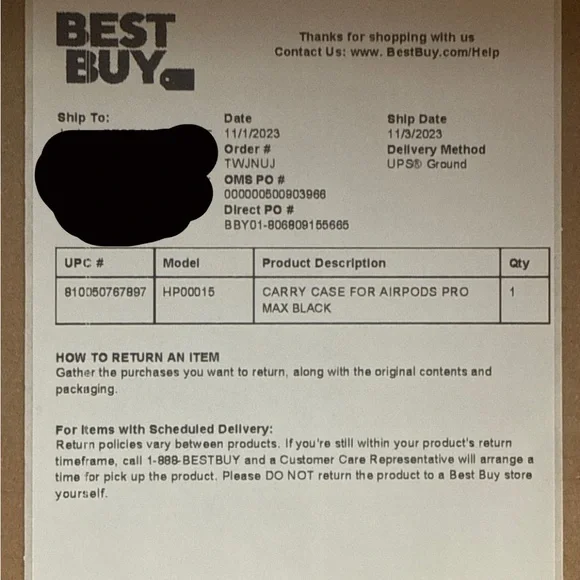 BEST
BUY
Thanks for shopping with us
Contact Us: www. BestBuy.com/Help
Ship To:
Date
11/1/2023
Order #
TWJNUJ
OMS PO #
000000500903966
Direct PO #
BBY01-806809155665
Ship Date
11/3/2023
Delivery Method
UPS® Ground
UPC # Model Product Description Qty
810050767897 HP00015 CARRY CASE FOR AIRPODS PRO 1
MAX BLACK
HOW TO RETURN AN ITEM
Gather the purchases you want to return, along with the original contents and
packaging.
For Items with Scheduled Delivery:
Return policies vary between products. If you're still within your product's return
timeframe, call 1-888-BESTBUY and a Customer Care Representative will arrange a
time for pick up the product. Please DO NOT return the product to a Best Buy store
yourself.